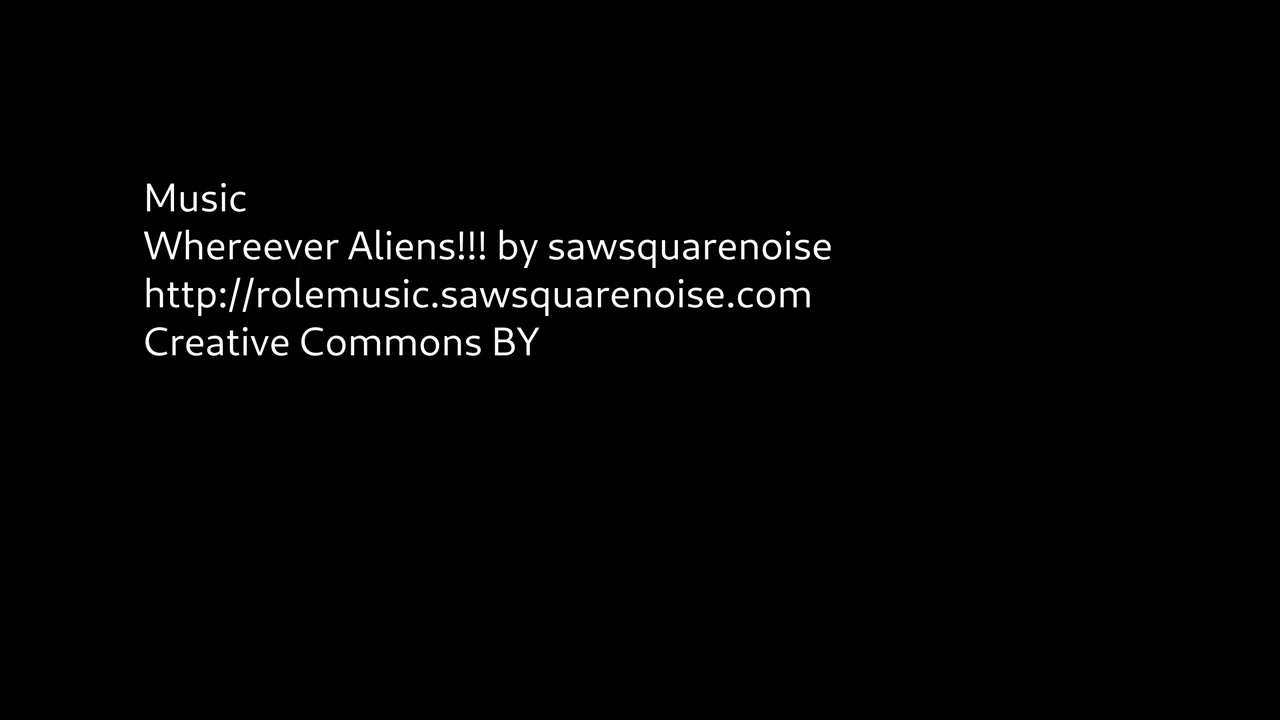 Music
Whereever Aliens!!! by sawsquarenoise
http://rolemusic.sawsquarenoise.com
Creative Commons BY